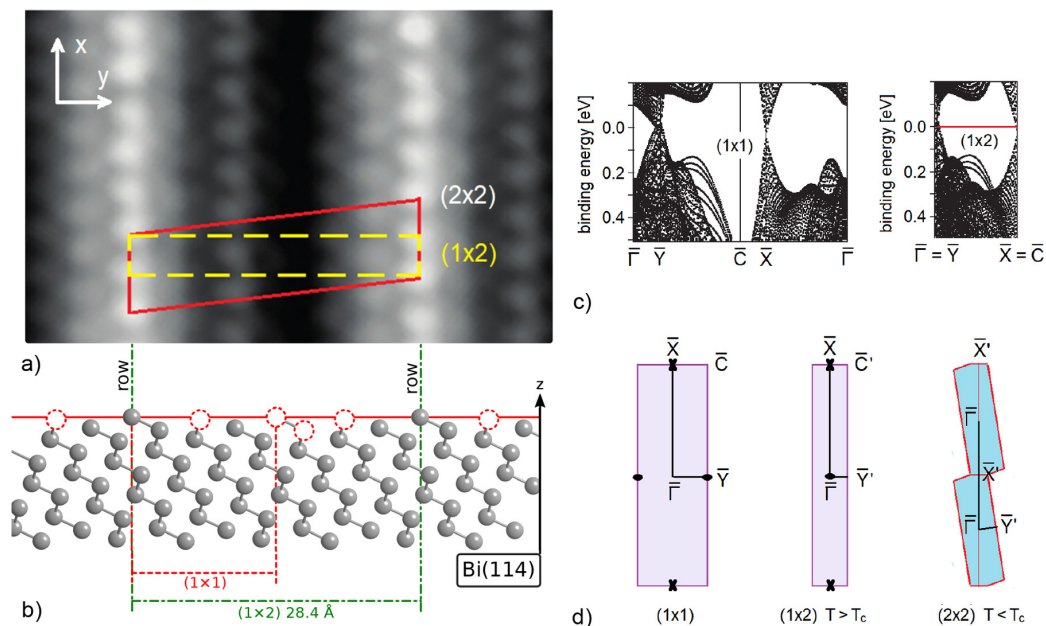 x
y
(2x2)
(1x2)
a)
row
row
z
(1×1)
(1×2) 28.4 Å
Bi(114)
b)
binding energy [eV]
0.0
0.2
0.4
(1x1)
Γ̅ Y̅ C̅ X̅ Γ̅
binding energy [eV]
0.0
0.2
0.4
(1x2)
Γ̅ = Y̅ X̅ = C̅
c)
X̅
C̅
Γ̅
Y̅
(1x1)
X̅
C̅'
Γ̅
Y̅'
(1x2) T > Tc
X̅'
Γ̅
X̅'
Γ̅
Y̅'
(2x2) T < Tc
d)